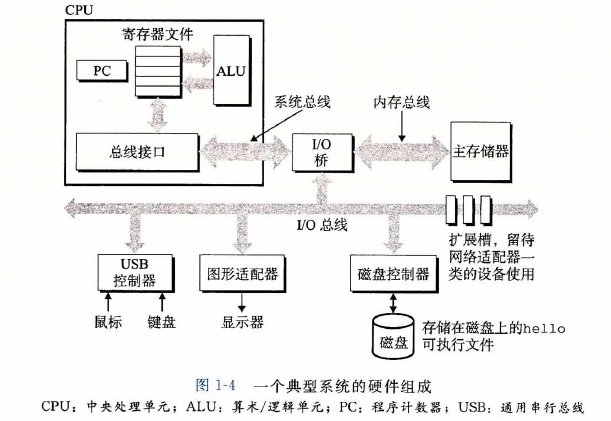 CPU
寄存器文件
PC
ALU
系统总线
内存总线
总线接口
I/O
桥
主存储器
I/O 总线
扩展槽，留待
网络适配器一
类的设备使用
USB
控制器
图形适配器
磁盘控制器
鼠标
键盘
显示器
磁盘
存储在磁盘上的hello
可执行文件
图 1-4 一个典型系统的硬件组成
CPU：中央处理单元；ALU：算术/逻辑单元；PC：程序计数器；USB：通用串行总线